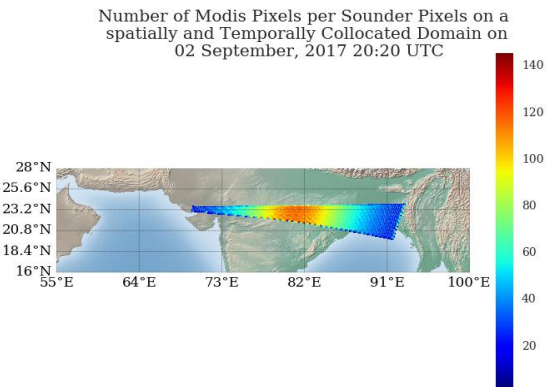 Number of Modis Pixels per Sounder Pixels on a
spatially and Temporally Collocated Domain on
02 September, 2017 20:20 UTC
140
120
100
80
60
40
20
28°N
25.6°N
23.2°N
20.8°N
18.4°N
16°N
55°E 64°E 73°E 82°E 91°E 100°E